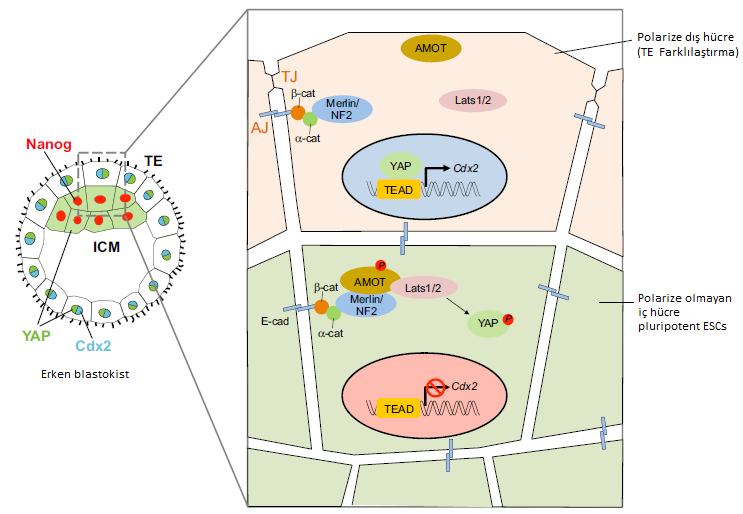 Nanog
TE
ICM
YAP
Cdx2
Erken blastokist
AMOT
TJ
β-cat
Merlin/
NF2
Lats1/2
AJ
α-cat
YAP
Cdx2
TEAD
P
AMOT
β-cat
Lats1/2
Merlin/
NF2
E-cad
α-cat
YAP
P
Cdx2
TEAD
Polarize dış hücre
(TE Farklılaştırma)
Polarize olmayan
iç hücre
pluripotent ESCs